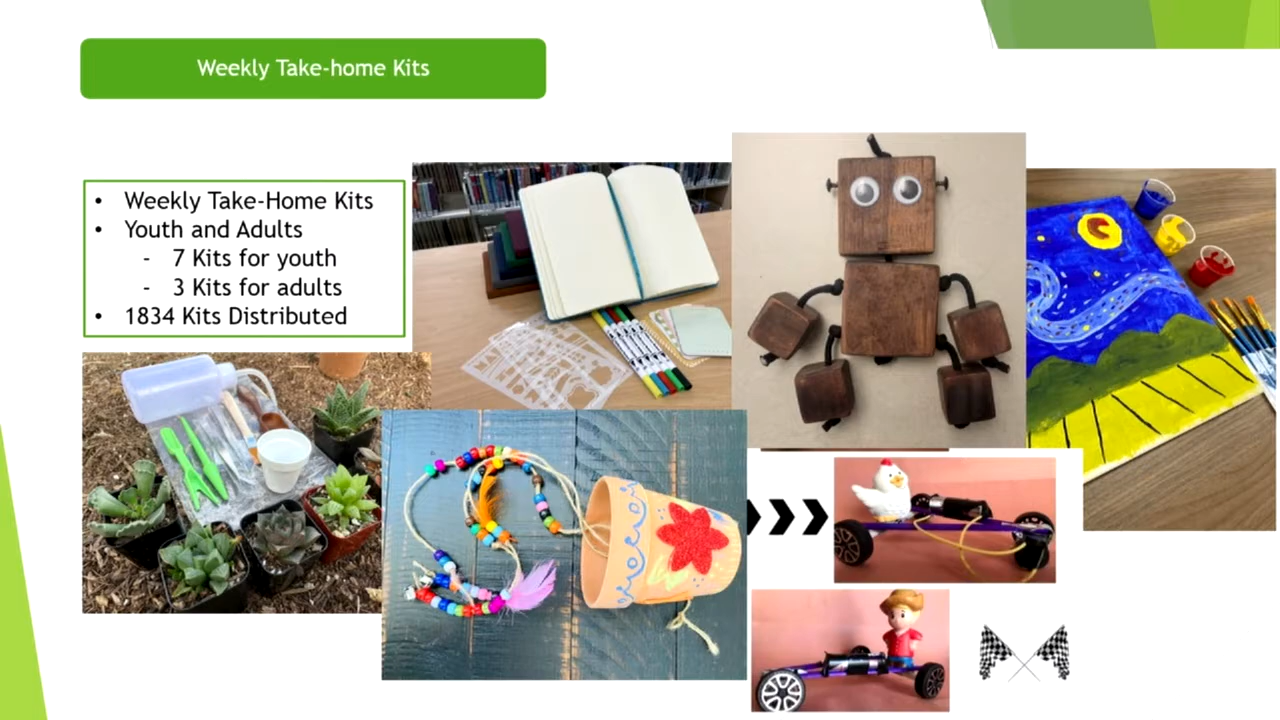 Weekly Take-home Kits
• Weekly Take-Home Kits
• Youth and Adults
- 7 Kits for youth
- 3 Kits for adults
• 1834 Kits Distributed